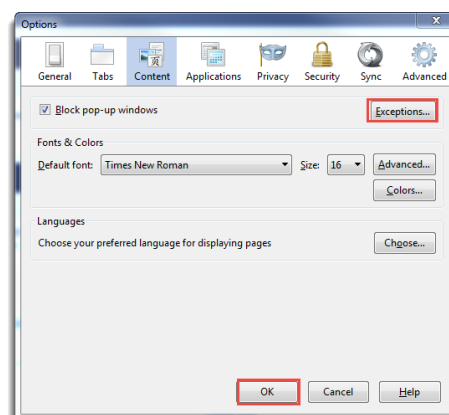 Options
General Tabs Content Applications Privacy Security Sync Advanced
Block pop-up windows Exceptions...
Fonts & Colors
Default font: Times New Roman Size: 16 Advanced...
Colors...
Languages
Choose your preferred language for displaying pages Choose...
OK Cancel Help